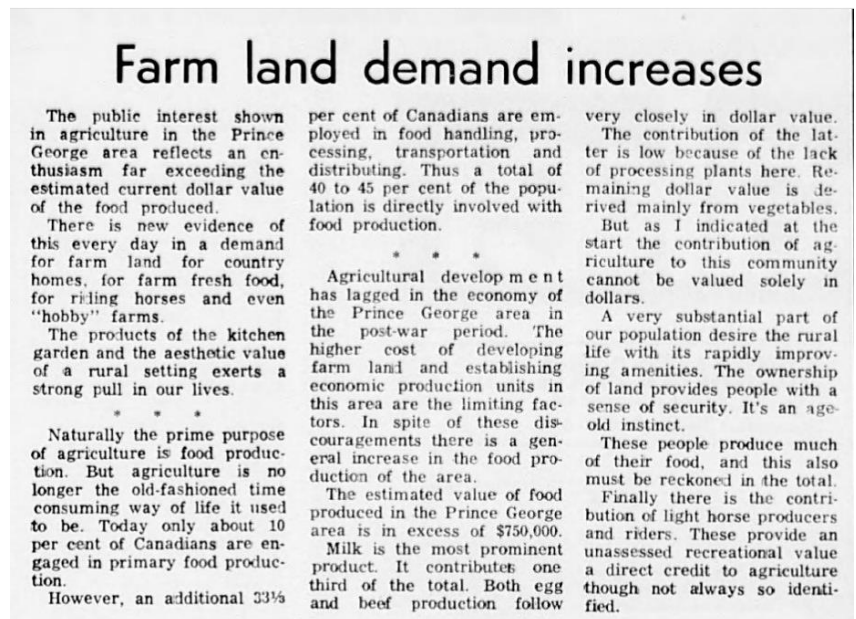 Farm land demand increases
The public interest shown
in agriculture in the Prince
George area reflects an en-
thusiasm far exceeding the
estimated current dollar value
of the food produced.
There is new evidence of
this every day in a demand
for farm land for country
homes, for farm fresh food,
for riding horses and even
"hobby" farms.
The products of the kitchen
garden and the aesthetic value
of a rural setting exerts a
strong pull in our lives.
* * *
Naturally the prime purpose
of agriculture is food produc-
tion. But agriculture is no
longer the old-fashioned time
consuming way of life it used
to be. Today only about 10
per cent of Canadians are en-
gaged in primary food produc-
tion.
However, an additional 33⅓
per cent of Canadians are em-
ployed in food handling, pro-
cessing, transportation and
distributing. Thus a total of
40 to 45 per cent of the popu-
lation is directly involved with
food production.
* * *
Agricultural develop m e n t
has lagged in the economy of
the Prince George area in
the post-war period. The
higher cost of developing
farm land and establishing
economic production units in
this area are the limiting fac-
tors. In spite of these dis-
couragements there is a gen-
eral increase in the food pro-
duction of the area.
The estimated value of food
produced in the Prince George
area is in excess of $750,000.
Milk is the most prominent
product. It contributes one
third of the total. Both egg
and beef production follow
very closely in dollar value.
The contribution of the lat-
ter is low because of the lack
of processing plants here. Re-
maining dollar value is de-
rived mainly from vegetables.
But as I indicated at the
start the contribution of ag-
riculture to this community
cannot be valued solely in
dollars.
A very substantial part of
our population desire the rural
life with its rapidly improv-
ing amenities. The ownership
of land provides people with a
sense of security. It's an age-
old instinct.
These people produce much
of their food, and this also
must be reckoned in the total.
Finally there is the contri-
bution of light horse producers
and riders. These provide an
unassessed recreational value
a direct credit to agriculture
though not always so identi-
fied.